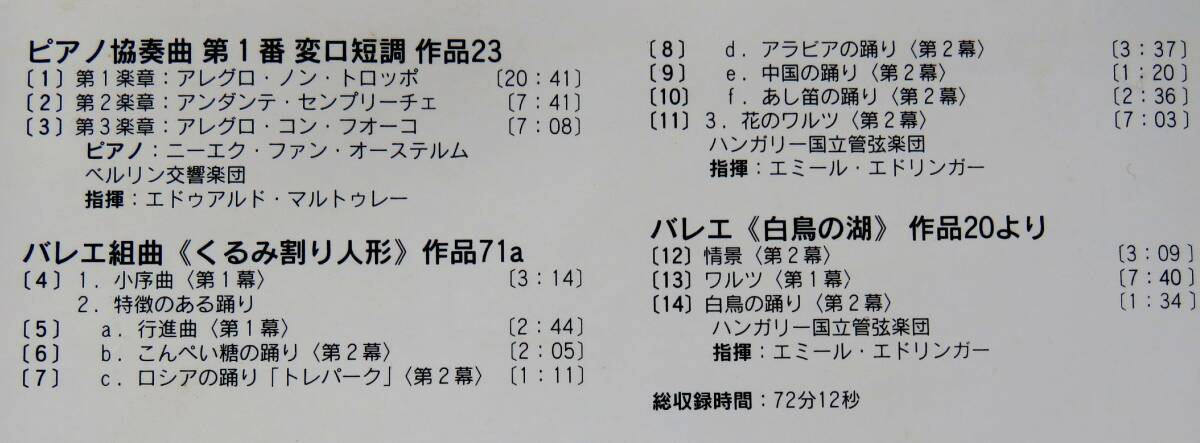 ピアノ協奏曲 第1番 変ロ短調 作品23
〔1〕第1楽章：アレグロ・ノン・トロッポ 〔20：41〕
〔2〕第2楽章：アンダンテ・センプリーチェ 〔7：41〕
〔3〕第3楽章：アレグロ・コン・フオーコ 〔7：08〕
ピアノ：ニーエク・ファン・オーステルム
ベルリン交響楽団
指揮：エドゥアルド・マルトゥレー
バレエ組曲《くるみ割り人形》作品71a
〔4〕1．小序曲〈第1幕〉 〔3：14〕
2．特徴のある踊り
〔5〕a．行進曲〈第1幕〉 〔2：44〕
〔6〕b．こんぺい糖の踊り〈第2幕〉 〔2：05〕
〔7〕c．ロシアの踊り「トレパーク」〈第2幕〉 〔1：11〕
〔8〕d．アラビアの踊り〈第2幕〉 〔3：37〕
〔9〕e．中国の踊り〈第2幕〉 〔1：20〕
〔10〕f．あし笛の踊り〈第2幕〉 〔2：36〕
〔11〕3．花のワルツ〈第2幕〉 〔7：03〕
ハンガリー国立管弦楽団
指揮：エミール・エドリンガー
バレエ《白鳥の湖》 作品20より
〔12〕情景〈第2幕〉 〔3：09〕
〔13〕ワルツ〈第1幕〉 〔7：40〕
〔14〕白鳥の踊り〈第2幕〉 〔1：34〕
ハンガリー国立管弦楽団
指揮：エミール・エドリンガー
総収録時間：72分12秒